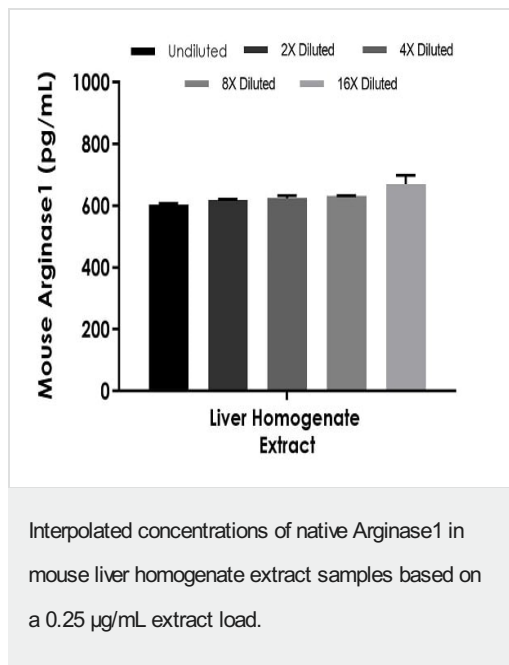 Undiluted 2X Diluted 4X Diluted
8X Diluted 16X Diluted
Mouse Arginase1 (pg/mL)
1000
800
600
400
200
0
Liver Homogenate
Extract
Interpolated concentrations of native Arginase1 in
mouse liver homogenate extract samples based on
a 0.25 µg/mL extract load.